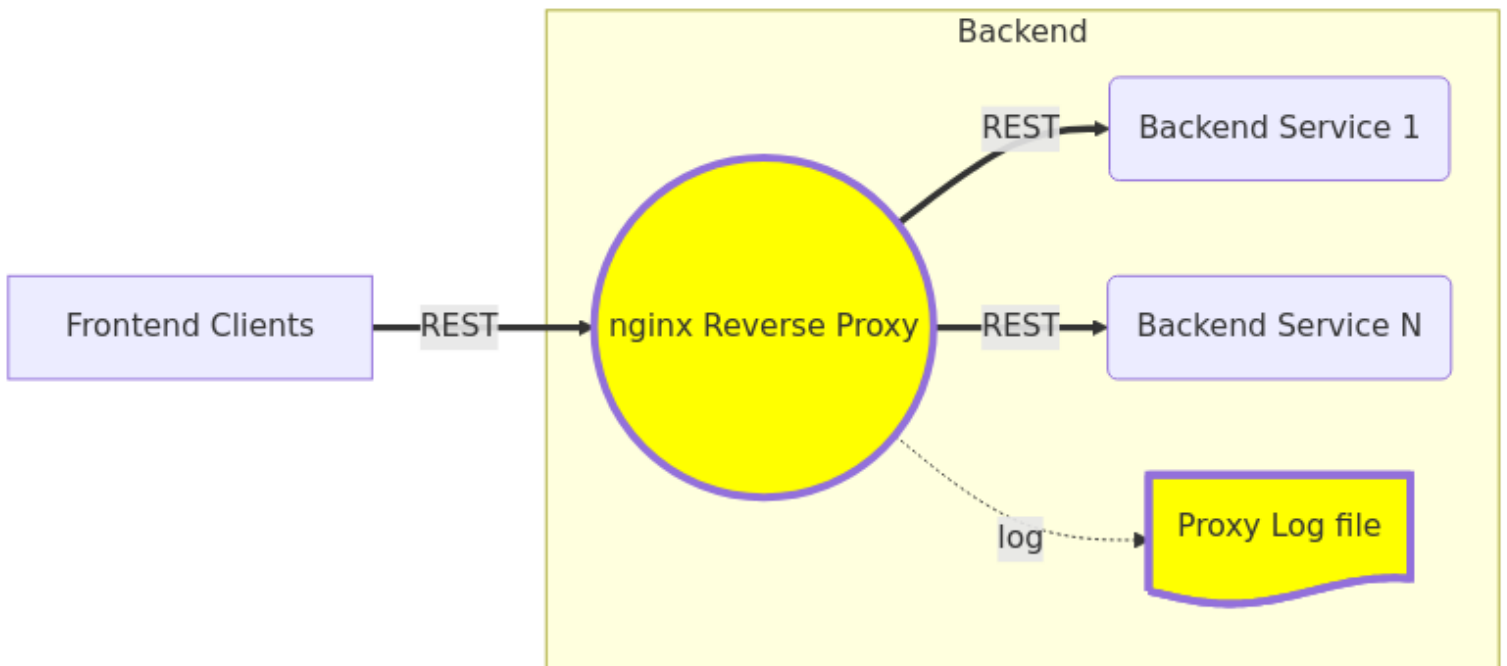 Backend
REST
Backend Service 1
Frontend Clients
REST
nginx Reverse Proxy
REST
Backend Service N
log
Proxy Log file